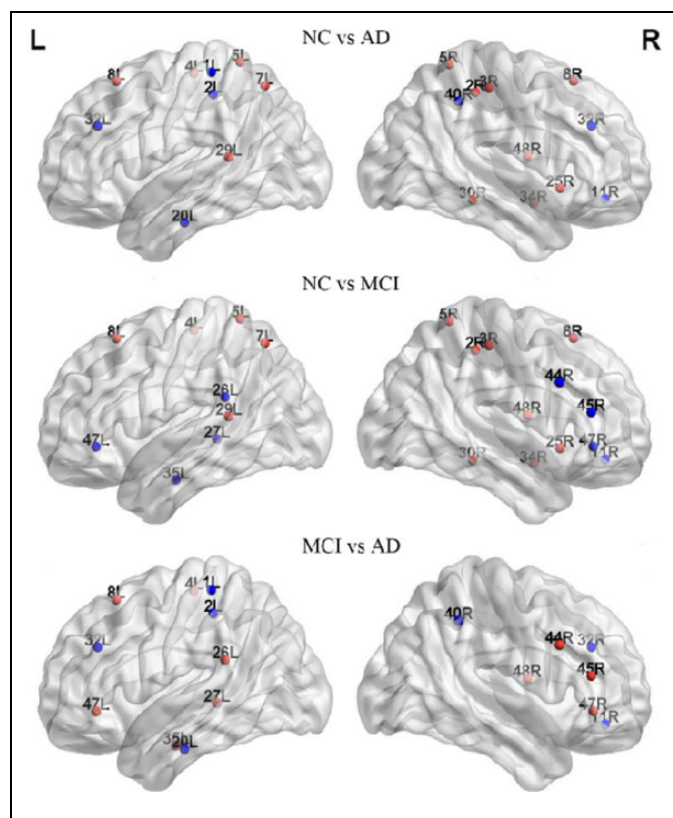 L NC vs AD R
8L 4L 1L 5L
2L 7L
32L
29L
20L
5R 8R
40R 2R 3R
32R
48R
25R
30R 34R 11R
NC vs MCI
8L 4L 5L
7L
26L
29L
47L 27L
35L
5R 8R
2R 3R
44R
45R
48R
25R 47R
30R 34R 11R
MCI vs AD
8L 4L 1L
2L
32L
26L
47L 27L
35L 20L
40R
44R 32R
48R 45R
47R
11R